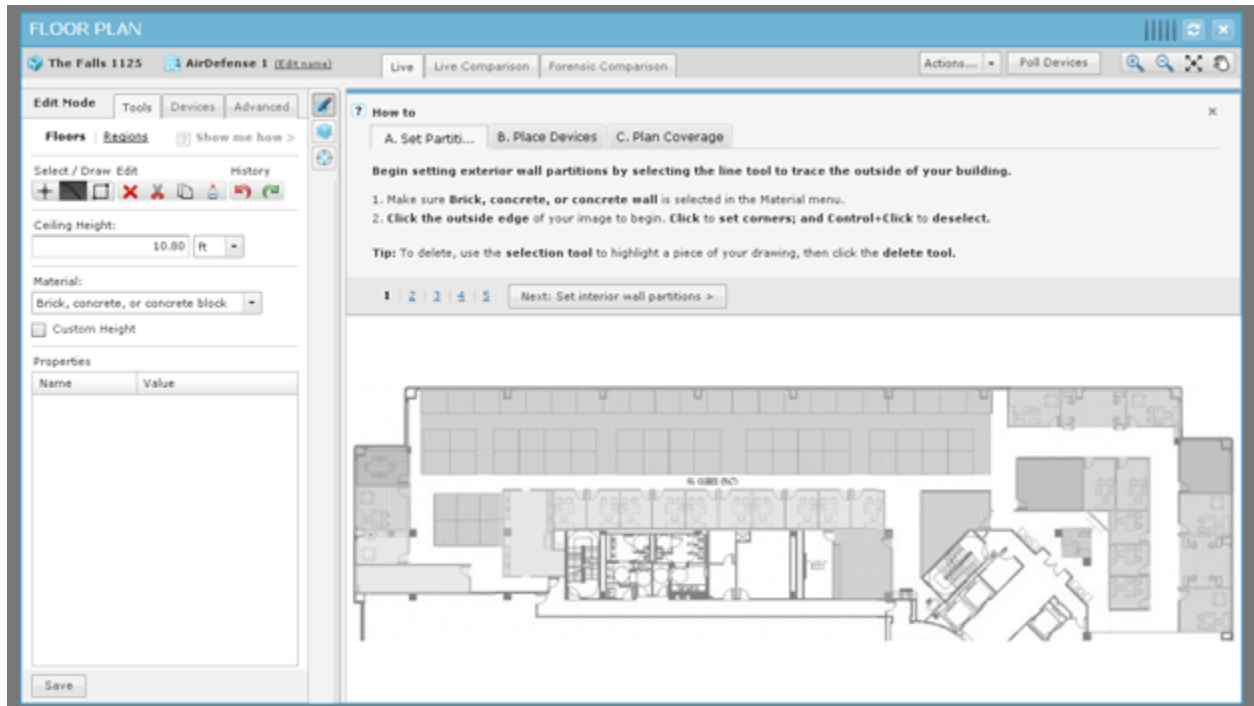 FLOOR PLAN
The Falls 1125 AirDefense 1 (Edit name)
Live Live Comparison Forensic Comparison
Actions... Poll Devices
Edit Mode Tools Devices Advanced
Floors | Regions ? Show me how >
Select / Draw Edit History
Ceiling Height:
10.00 ft
Material:
Brick, concrete, or concrete block
Custom Height
Properties
Name Value
Save
? How to
A. Set Partiti... B. Place Devices C. Plan Coverage
Begin setting exterior wall partitions by selecting the line tool to trace the outside of your building.
1. Make sure Brick, concrete, or concrete wall is selected in the Material menu.
2. Click the outside edge of your image to begin. Click to set corners; and Control+Click to deselect.
Tip: To delete, use the selection tool to highlight a piece of your drawing, then click the delete tool.
1 | 2 | 3 | 4 | 5 Next: Set interior wall partitions >